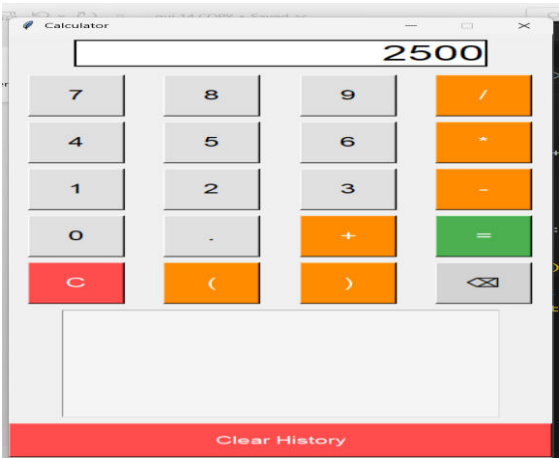 Calculator
2500
7 8 9 /
4 5 6 *
1 2 3 -
0 . + =
C ( ) ⌫
Clear History